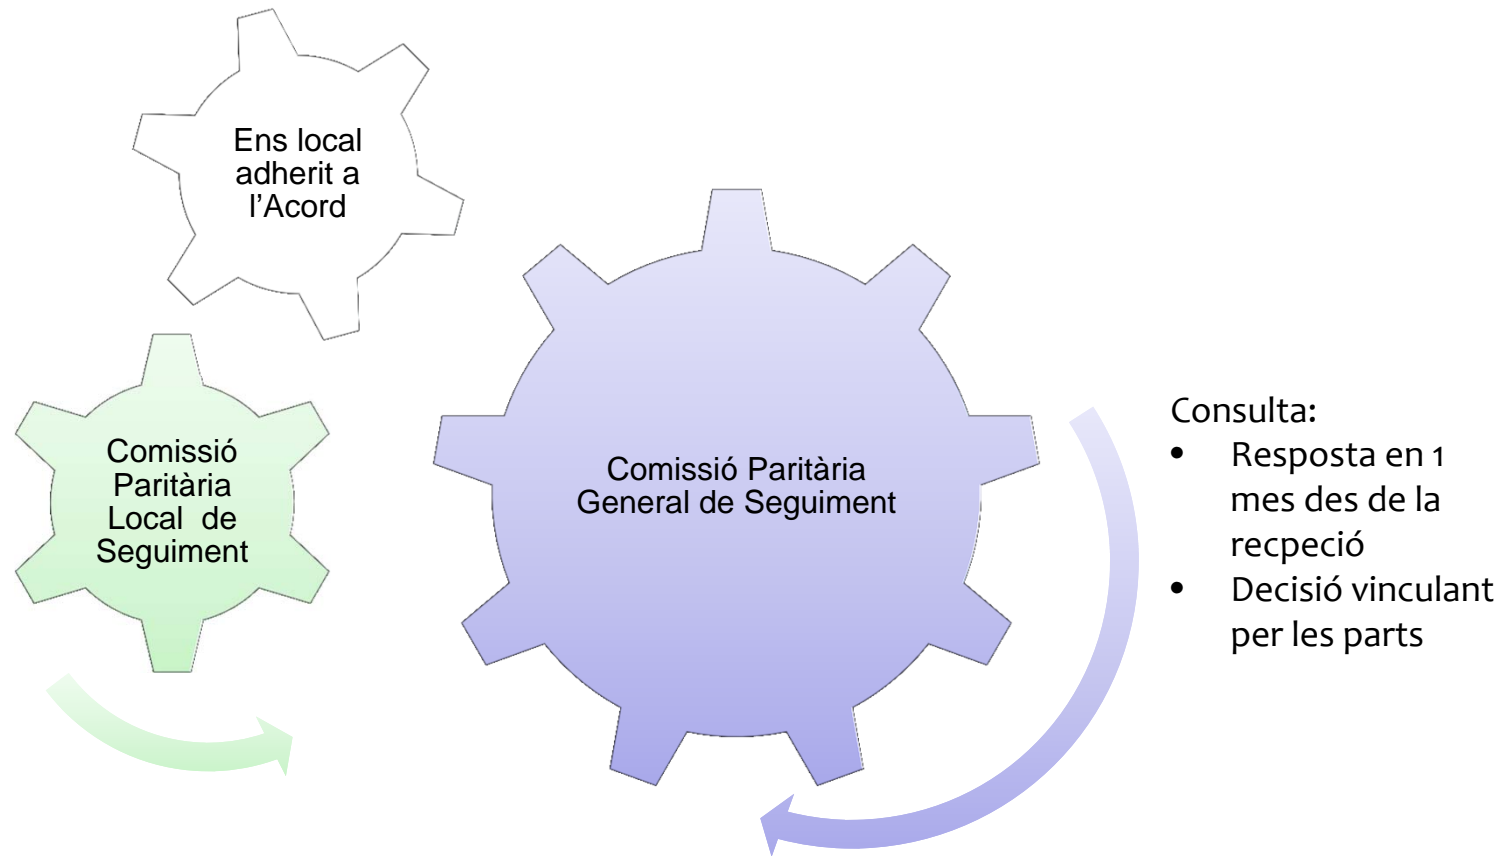 Ens local
adherit a
l’Acord
Comissió
Paritària
Local de
Seguiment
Comissió Paritària
General de Seguiment
Consulta:
• Resposta en 1
mes des de la
recpeció
• Decisió vinculant
per les parts